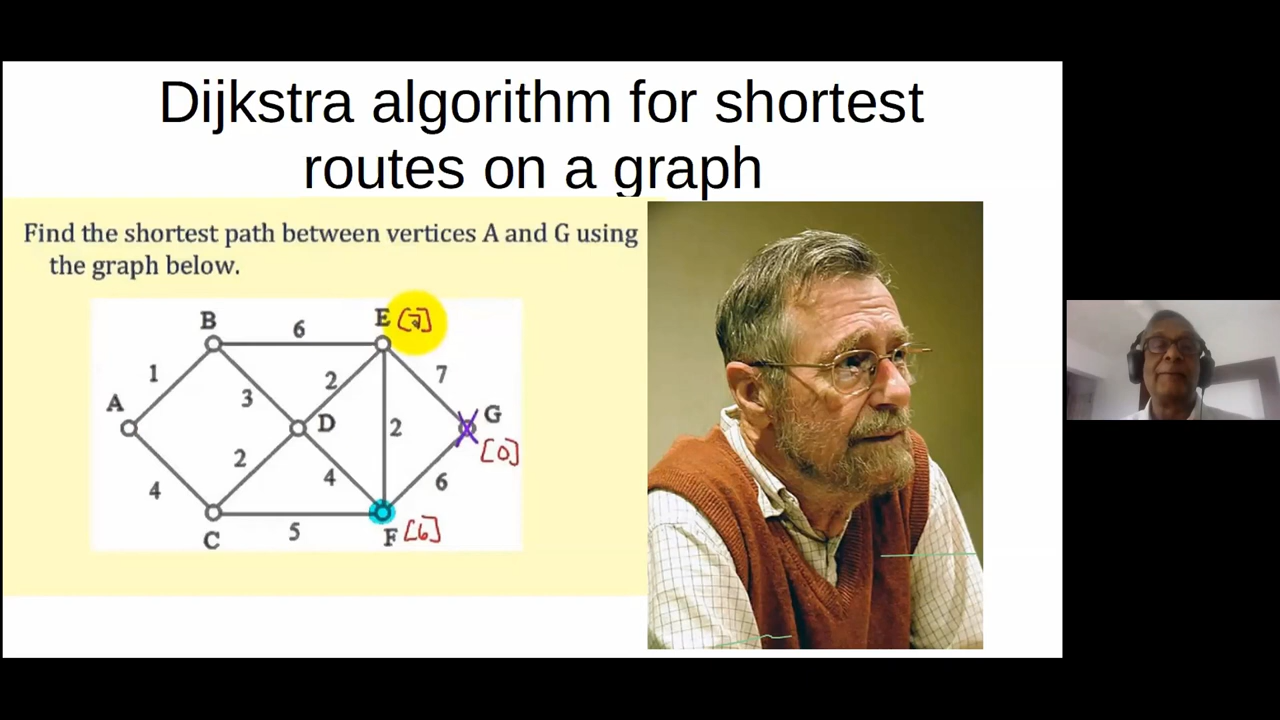 Dijkstra algorithm for shortest
routes on a graph
Find the shortest path between vertices A and G using
the graph below.
B 6 E [7]
1 3 2 7
A D 2 G
[0]
2 4 6
4
C 5 F [6]